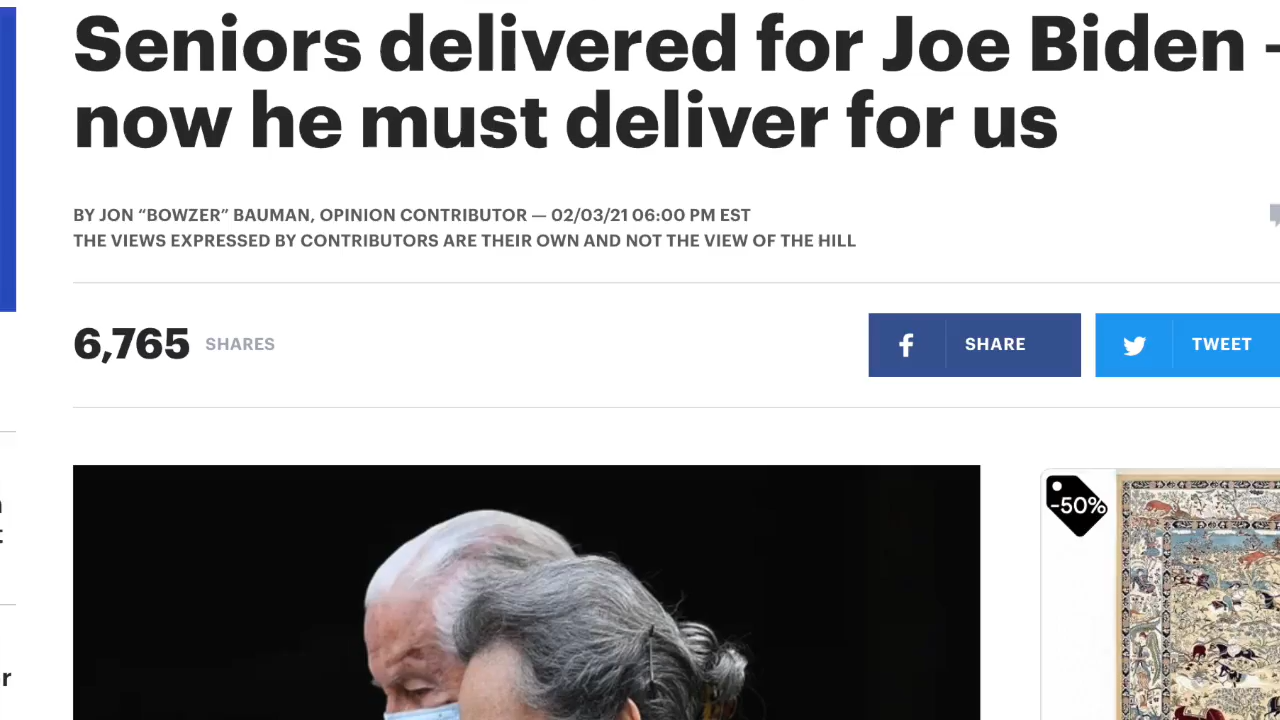 Seniors delivered for Joe Biden -
now he must deliver for us
BY JON “BOWZER” BAUMAN, OPINION CONTRIBUTOR — 02/03/21 06:00 PM EST
THE VIEWS EXPRESSED BY CONTRIBUTORS ARE THEIR OWN AND NOT THE VIEW OF THE HILL
6,765 SHARES
SHARE
TWEET
-50%